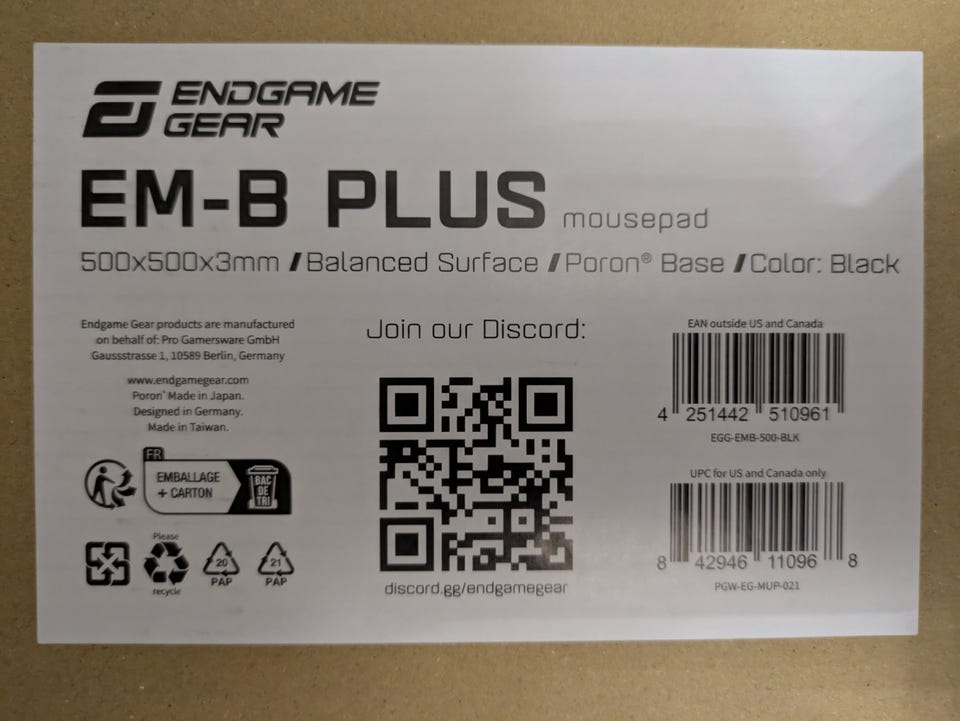 ENDGAME
GEAR
EM-B PLUS mousepad
500x500x3mm / Balanced Surface / Poron® Base / Color: Black
Endgame Gear products are manufactured
on behalf of: Pro Gamersware GmbH
Gaussstrasse 1, 10589 Berlin, Germany
www.endgamegear.com
Poron® Made in Japan.
Designed in Germany.
Made in Taiwan.
FR
EMBALLAGE
+ CARTON
BAC
DE
TRI
Please
recycle
20
PAP
21
PAP
Join our Discord:
discord.gg/endgamegear
EAN outside US and Canada
4 251442 510961
EGG-EMB-500-BLK
UPC for US and Canada only
8 42946 11096 8
PGW-EG-MUP-021